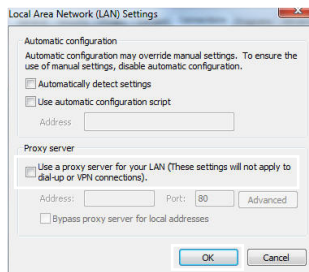 Local Area Network (LAN) Settings
Automatic configuration
Automatic configuration may override manual settings. To ensure the
use of manual settings, disable automatic configuration.
Automatically detect settings
Use automatic configuration script
Address
Proxy server
Use a proxy server for your LAN (These settings will not apply to
dial-up or VPN connections).
Address: Port: 80 Advanced
Bypass proxy server for local addresses
OK Cancel